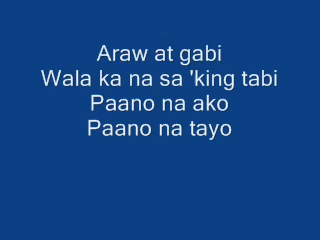 Araw at gabi
Wala ka na sa 'king tabi
Paano na ako
Paano na tayo